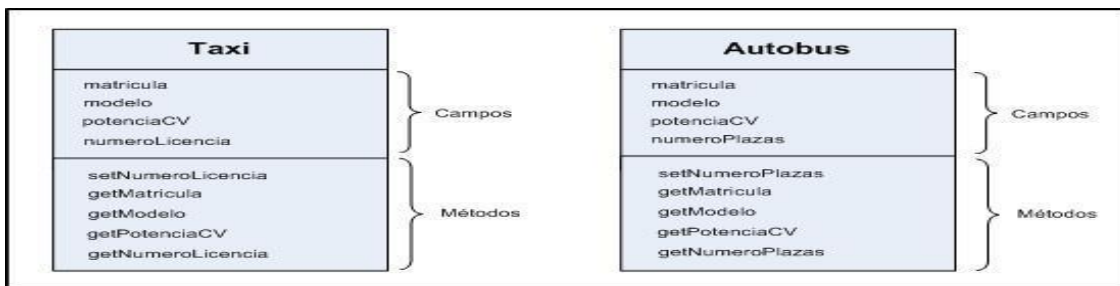 Taxi
matricula
modelo
potenciaCV
numeroLicencia
Campos
setNumeroLicencia
getMatricula
getModelo
getPotenciaCV
getNumeroLicencia
Métodos
Autobus
matricula
modelo
potenciaCV
numeroPlazas
Campos
setNumeroPlazas
getMatricula
getModelo
getPotenciaCV
getNumeroPlazas
Métodos